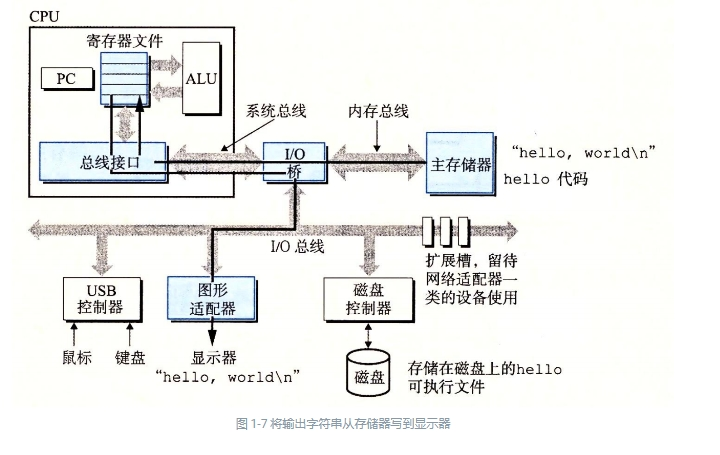 CPU
寄存器文件
PC
ALU
系统总线
内存总线
总线接口
I/O
桥
主存储器
“hello, world\n”
hello 代码
I/O 总线
扩展槽，留待
网络适配器一
类的设备使用
USB
控制器
图形
适配器
磁盘
控制器
鼠标
键盘
显示器
“hello, world\n”
磁盘
存储在磁盘上的hello
可执行文件
图 1-7 将输出字符串从存储器写到显示器